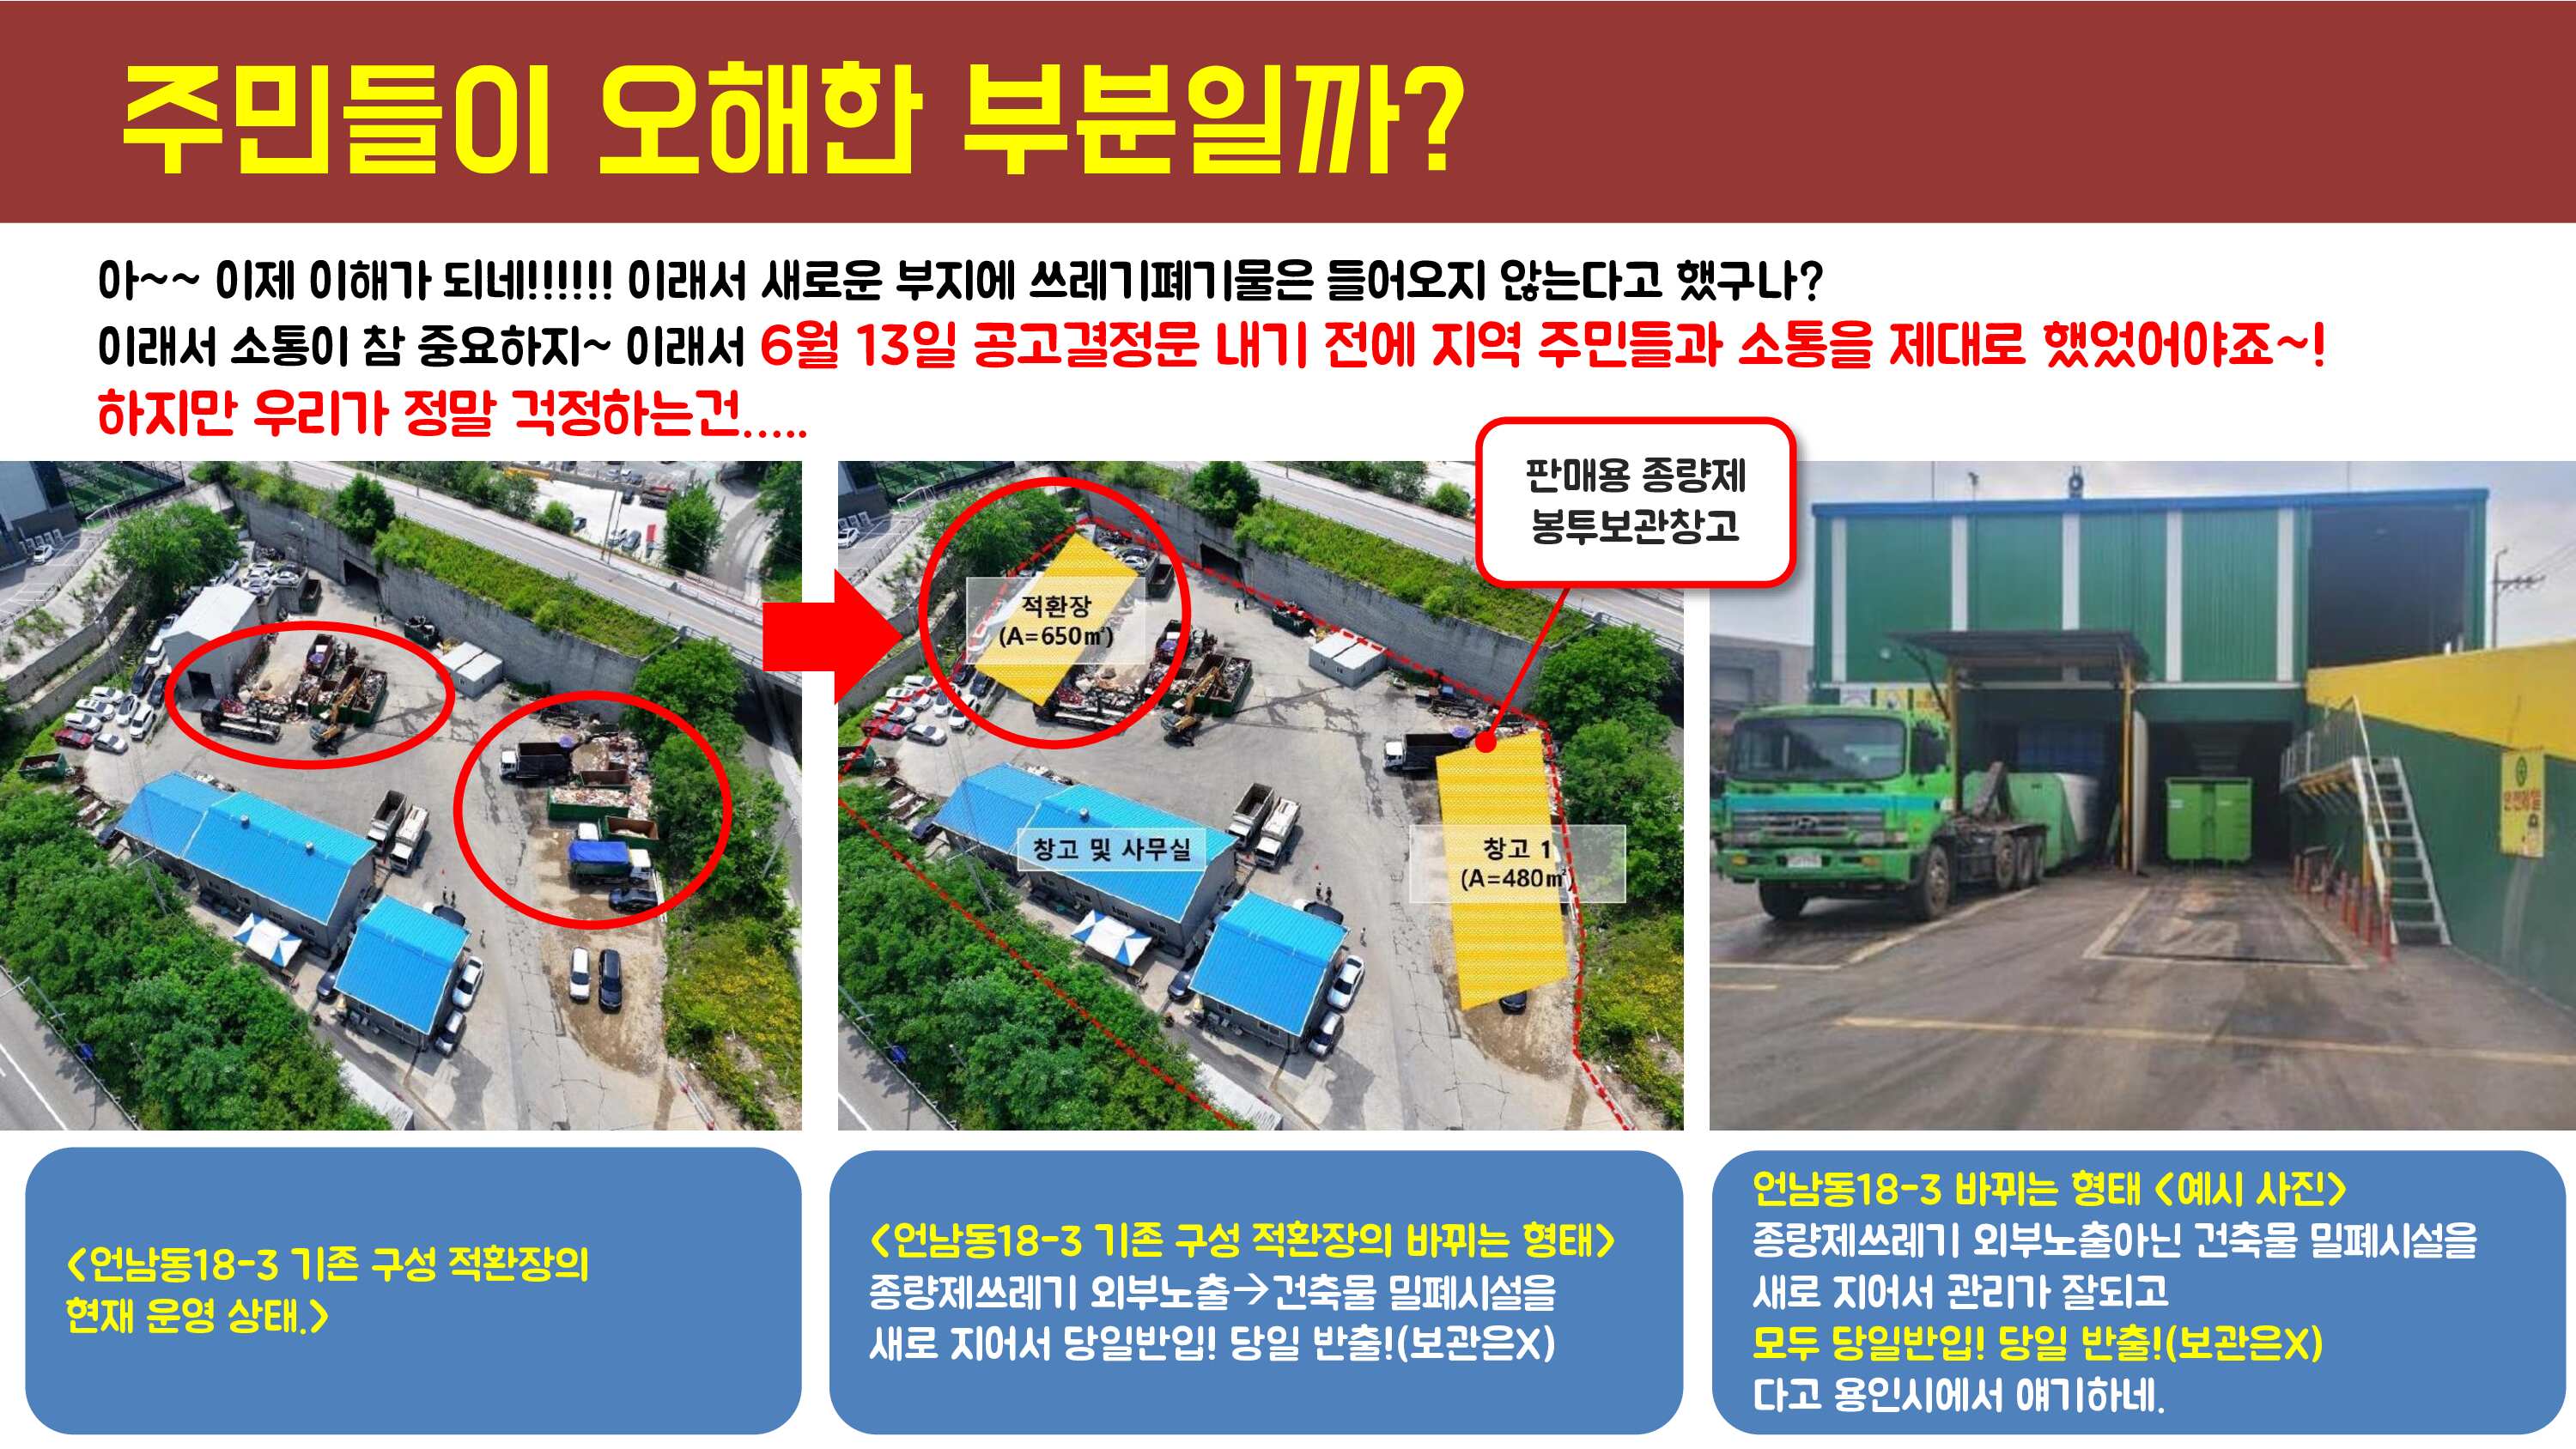 주민들이 오해한 부분일까?
아~~ 이제 이해가 되네!!!!!! 이래서 새로운 부지에 쓰레기폐기물은 들어오지 않는다고 했구나?
이래서 소통이 참 중요하지~ 이래서 6월 13일 공고결정문 내기 전에 지역 주민들과 소통을 제대로 했었어야죠~!
하지만 우리가 정말 걱정하는건.....
판매용 종량제
봉투보관창고
적환장
(A=650㎡)
창고 및 사무실
창고 1
(A=480㎡)
<언남동18-3 기존 구성 적환장의
현재 운영 상태.>
<언남동18-3 기존 구성 적환장의 바뀌는 형태>
종량제쓰레기 외부노출→건축물 밀폐시설을
새로 지어서 당일반입! 당일 반출!(보관은X)
언남동18-3 바뀌는 형태 <예시 사진>
종량제쓰레기 외부노출아닌 건축물 밀폐시설을
새로 지어서 관리가 잘되고
모두 당일반입! 당일 반출!(보관은X)
다고 용인시에서 얘기하네.